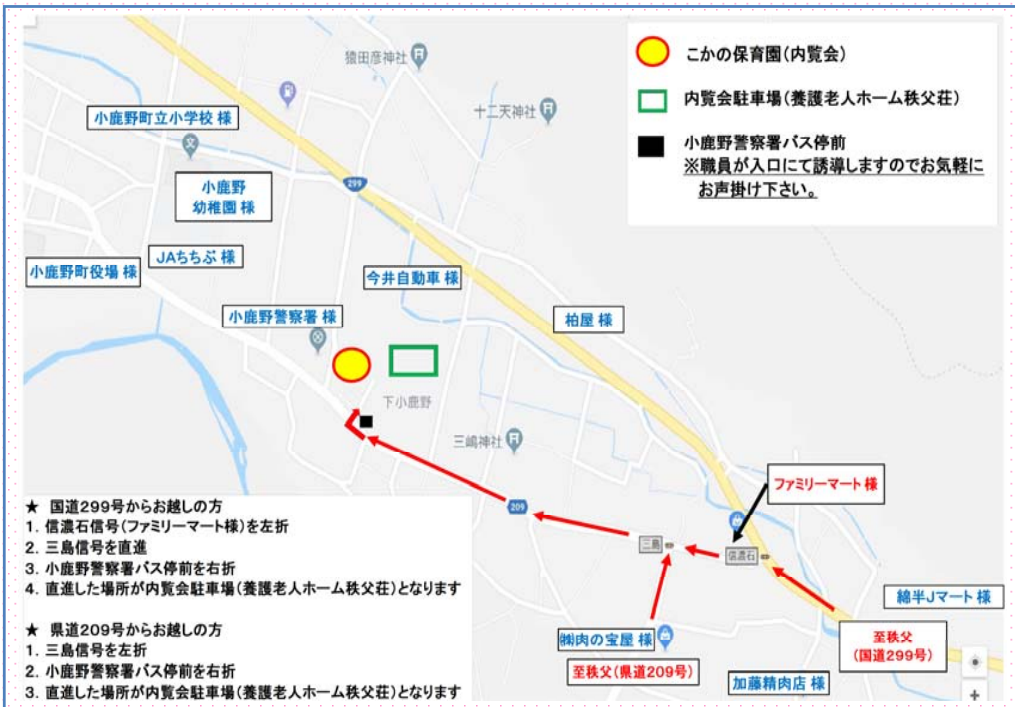 猿田彦神社
こかの保育園(内覧会)
内覧会駐車場(養護老人ホーム秩父荘)
小鹿野警察署バス停前
※職員が入口にて誘導しますのでお気軽に
お声掛け下さい。
十二天神社
小鹿野町立小学校 様
299
小鹿野
幼稚園 様
JAちちぶ 様
小鹿野町役場 様
今井自動車 様
小鹿野警察署 様
柏屋 様
下小鹿野
三嶋神社
ファミリーマート 様
209
三島
信濃石
綿半Jマート 様
㈱肉の宝屋 様
至秩父
(国道299号)
至秩父(県道209号)
加藤精肉店 様
★ 国道299号からお越しの方
1. 信濃石信号(ファミリーマート様)を左折
2. 三島信号を直進
3. 小鹿野警察署バス停前を右折
4. 直進した場所が内覧会駐車場(養護老人ホーム秩父荘)となります
★ 県道209号からお越しの方
1. 三島信号を左折
2. 小鹿野警察署バス停前を右折
3. 直進した場所が内覧会駐車場(養護老人ホーム秩父荘)となります